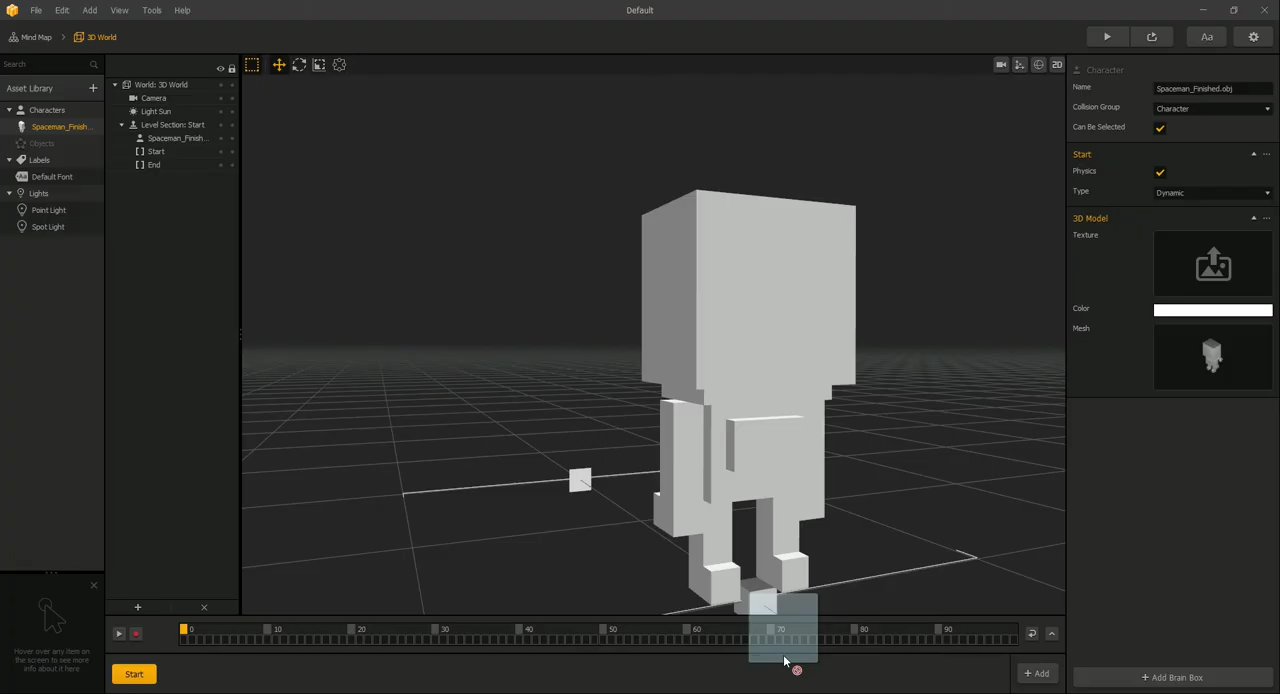 File Edit Add View Tools Help Default
Mind Map > 3D World Aa
Search
Asset Library +
Characters
Spaceman_Finish...
Objects
Labels
Aa Default Font
Lights
Point Light
Spot Light
Hover over any item
on the screen to see more
info about it here
World: 3D World
Camera
Light Sun
Level Section: Start
Spaceman_Finish...
[ ] Start
[ ] End
2D
Character
Name Spaceman_Finished.obj
Collision Group Character
Can Be Selected
Start
Physics
Type Dynamic
3D Model
Texture
Color
Mesh
0 10 20 30 40 50 60 70 80 90
Start + Add
+ Add Brain Box